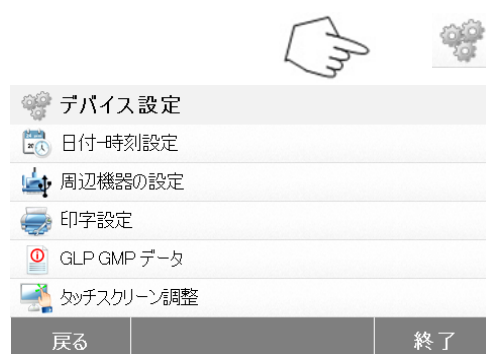 デバイス設定
日付-時刻設定
周辺機器の設定
印字設定
GLP GMP データ
タッチスクリーン調整
戻る
終了